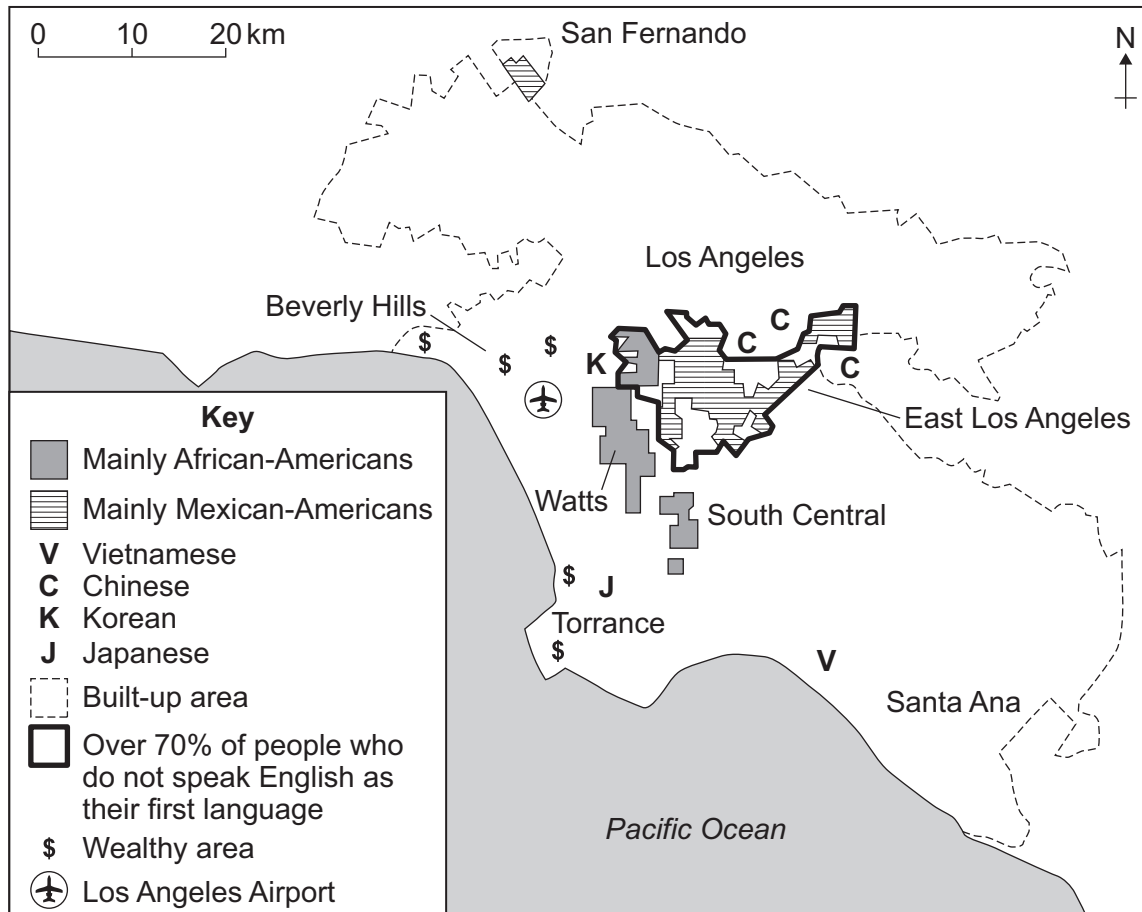 0 10 20 km
San Fernando
N
Los Angeles
Beverly Hills
C
C
K
C
East Los Angeles
Watts
South Central
J
Torrance
V
Santa Ana
Pacific Ocean
$
$
$
$
$
Key
Mainly African-Americans
Mainly Mexican-Americans
V Vietnamese
C Chinese
K Korean
J Japanese
Built-up area
Over 70% of people who
do not speak English as
their first language
$ Wealthy area
Los Angeles Airport